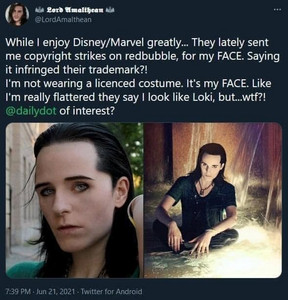 Lord Amalthean
@LordAmalthean
While I enjoy Disney/Marvel greatly... They lately sent
me copyright strikes on redbubble, for my FACE. Saying
it infringed their trademark?!
I'm not wearing a licenced costume. It's my FACE. Like
I'm really flattered they say I look like Loki, but...wtf?!
@dailydot of interest?
7:39 PM · Jun 21, 2021 · Twitter for Android